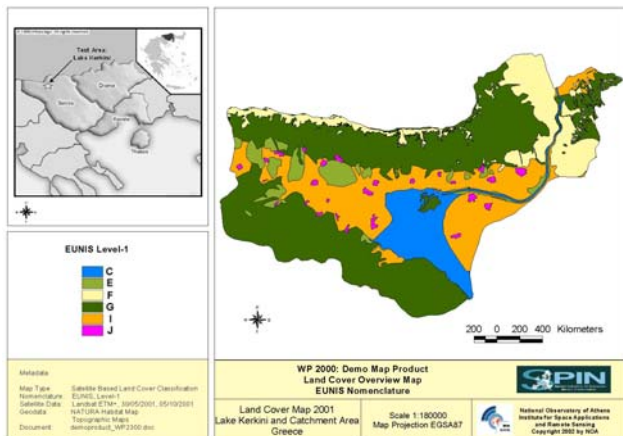 Test Area:
Lake Kerkini
Drama
Serres
Kavala
Thasos
EUNIS Level-1
C
E
F
G
I
J
200 0 200 400 Kilometers
Metadata
Map Type: Satellite Based Land Cover Classification
Nomenclature: EUNIS, Level-1
Satellite Data: Landsat ETM+, 30/05/2001, 05/10/2001
Geodata: NATURA Habitat Map
Topographic Maps
Document: demoproduct_WP2300.doc
WP 2000: Demo Map Product
Land Cover Overview Map
EUNIS Nomenclature
SPIN
Land Cover Map 2001
Lake Kerkini and Catchment Area
Greece
Scale 1:180000
Map Projection EGSA87
National Observatory of Athens
Institute for Space Applications
and Remote Sensing
Copyright 2002 by NOA